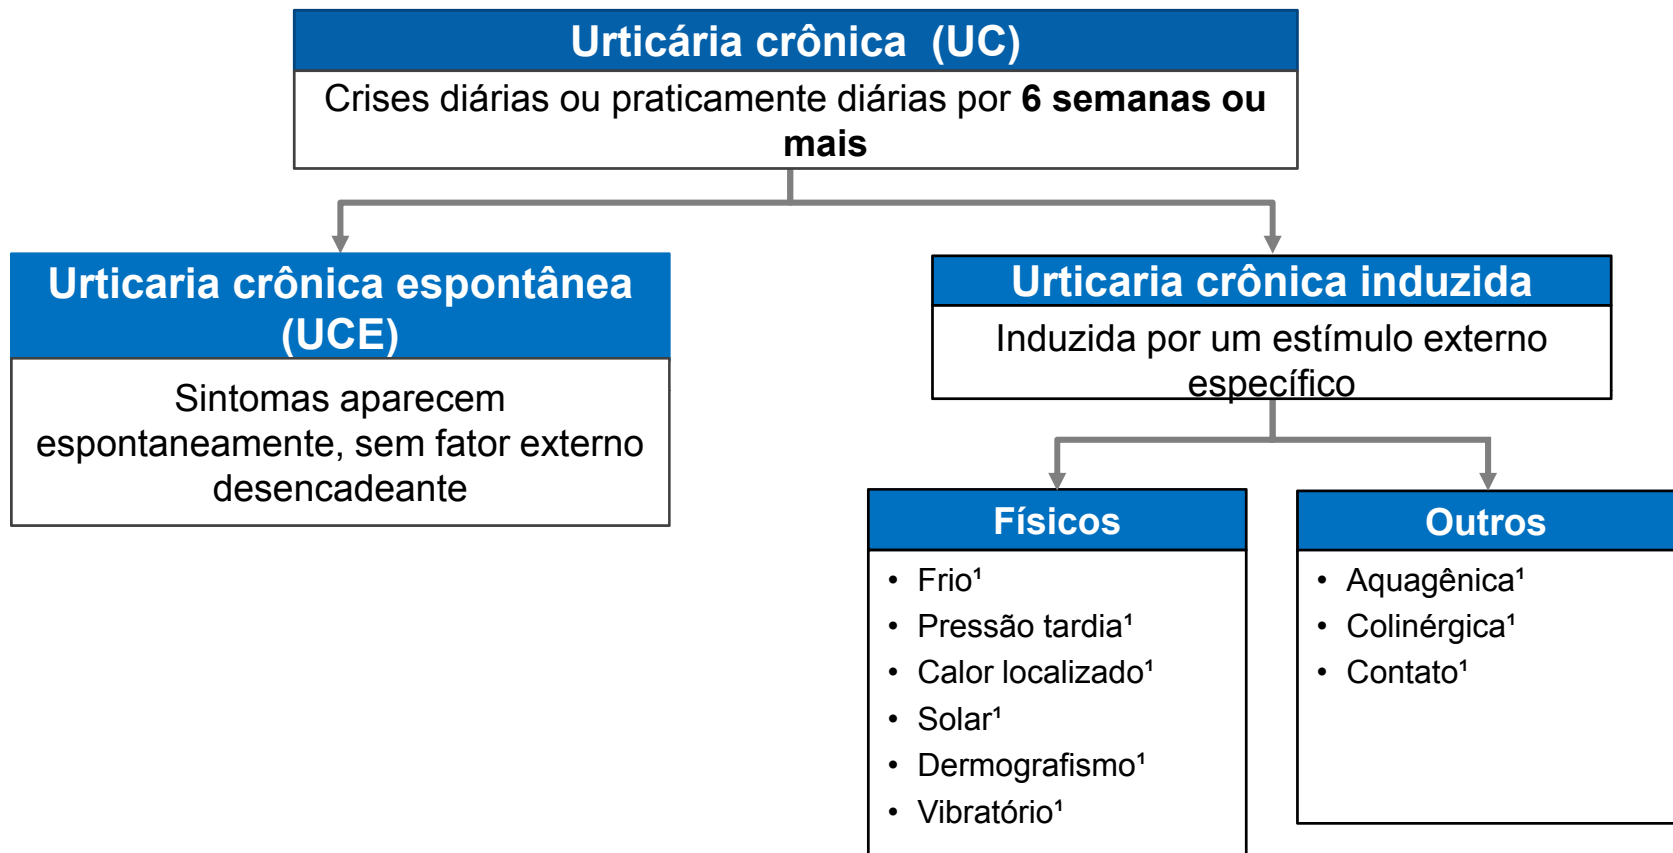 Urticária crônica  (UC)
Crises diárias ou praticamente diárias por 6 semanas ou
mais
Urticaria crônica espontânea
(UCE)
Sintomas aparecem
espontaneamente, sem fator externo
desencadeante
Urticaria crônica induzida
Induzida por um estímulo externo
específico
Físicos
• Frio¹
• Pressão tardia¹
• Calor localizado¹
• Solar¹
• Dermografismo¹
• Vibratório¹
Outros
• Aquagênica¹
• Colinérgica¹
• Contato¹